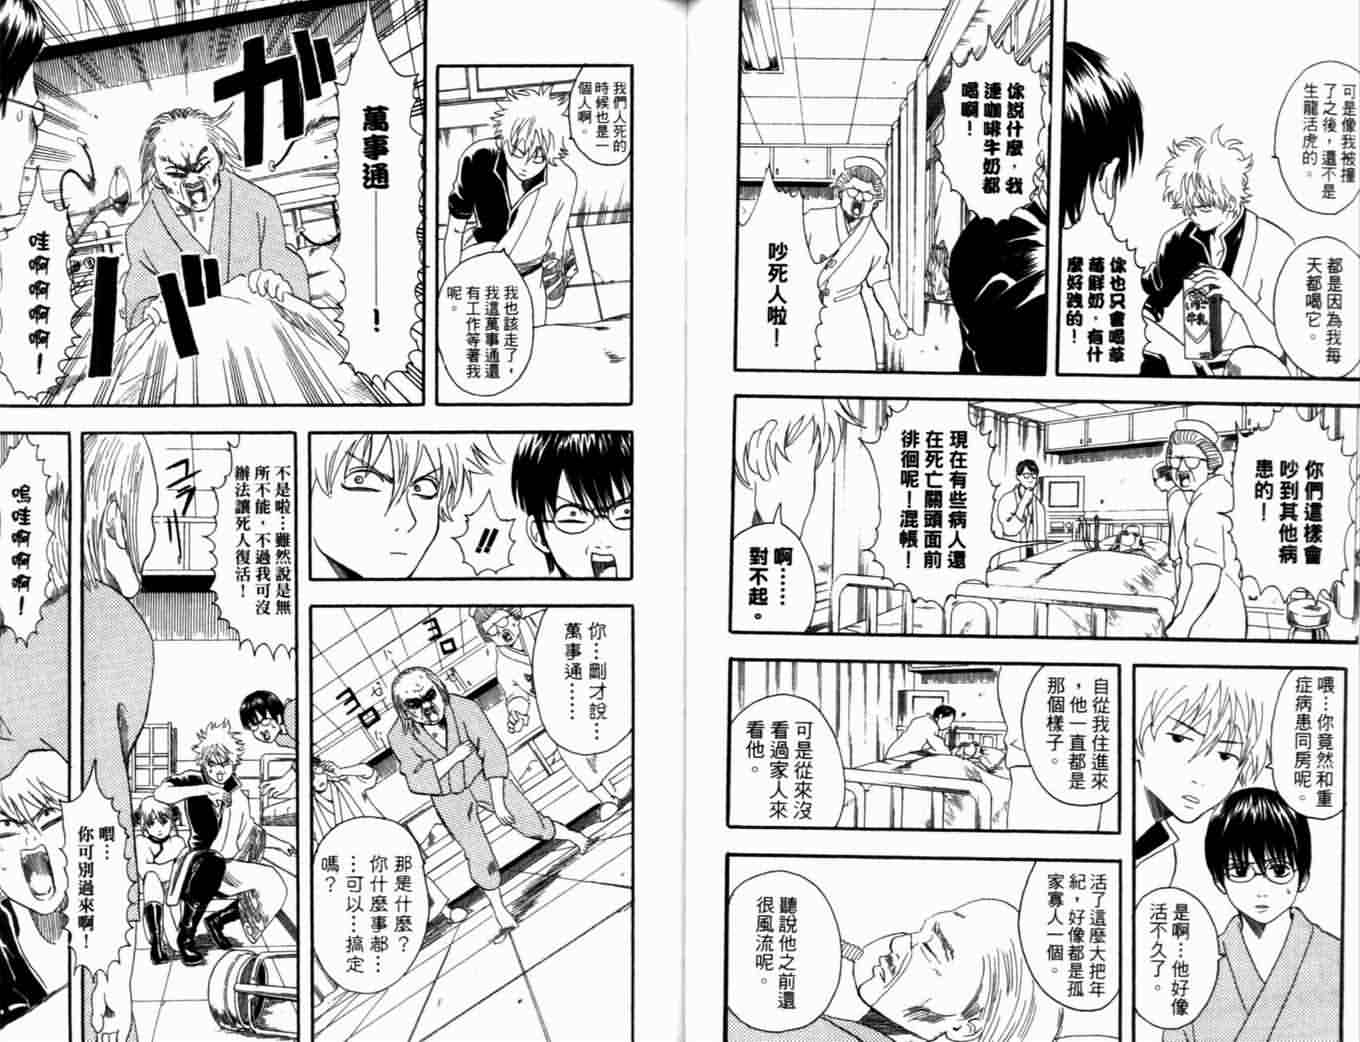 可是像我被撞
了之後，還不是
生龍活虎的。
都是因為我每
天都喝它。
你也只會喝草
莓鮮奶，有什
麼好跩的！
你説什麼，我
連咖啡牛奶都
喝啊！
吵死人啦！
你們這樣會
吵到其他病
患的！
現在有些病人還
在死亡關頭面前
徘徊呢！混帳！
啊……
對不起。
喂…你竟然和重
症病患同房呢。
是啊…他好像
活不久了。
自從我住進來
，他一直都是
那個樣子。
可是從來沒
看過家人來
看他。
活了這麼大把年
紀，好像都是孤
家寡人一個。
聽說他之前還
很風流呢。
我們人死的
時候也是一
個人啊。
我也該走了，
我這萬事通還
有工作等著我
呢。
萬事通——！
ガバッ
哇啊啊啊啊！
!!
你…剛才說…
萬事通……
ヨロ
ヨロ
那是什麼？
你什麼事都…
…可以…搞定
嗎？
不是啦…雖然說是無
所不能，不過我可沒
辦法讓死人復活！
喂…
你可別過來啊！
嗚哇啊啊啊！